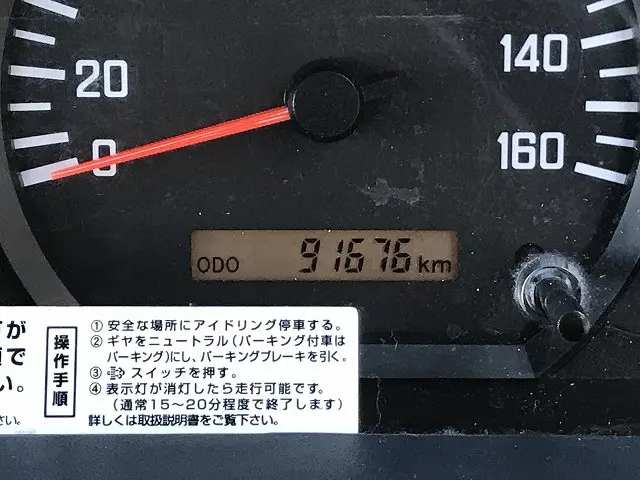 140
20
160
0
ODO 91676 km
が
で
い。
さい。
操作手順
① 安全な場所にアイドリング停車する。
② ギヤをニュートラル（パーキング付車は
パーキング）にし、パーキングブレーキを引く。
③ スイッチを押す。
④ 表示灯が消灯したら走行可能です。
（通常15～20分程度で終了します）
詳しくは取扱説明書をご覧下さい。